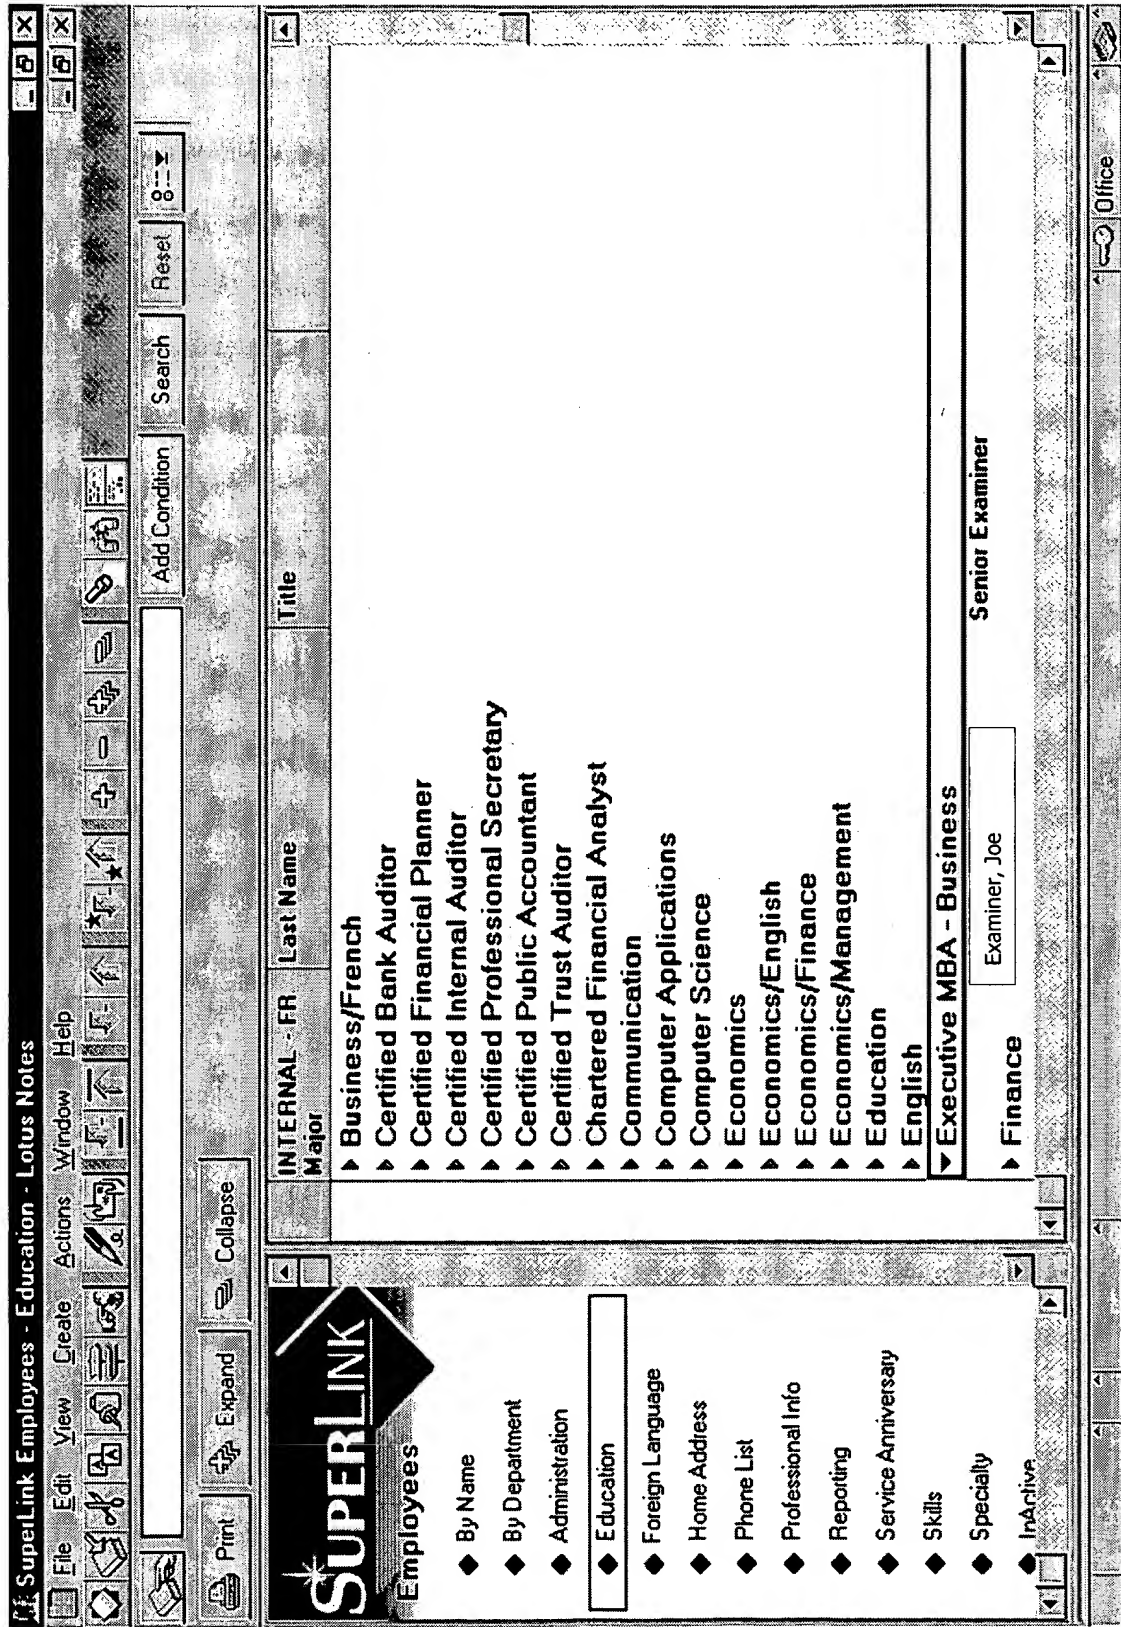 SuperLink Employees - Education - Lotus Notes
File Edit View Create Actions Window Help
Add Condition Search Reset
Print Expand Collapse
SUPERLINK
Employees
By Name
By Department
Administration
Education
Foreign Language
Home Address
Phone List
Professional Info
Reporting
Service Anniversary
Skills
Specialty
InActive
INTERNAL - FR
Major Last Name Title
Business/French
Certified Bank Auditor
Certified Financial Planner
Certified Internal Auditor
Certified Professional Secretary
Certified Public Accountant
Certified Trust Auditor
Chartered Financial Analyst
Communication
Computer Applications
Computer Science
Economics
Economics/English
Economics/Finance
Economics/Management
Education
English
Executive MBA - Business
Examiner, Joe Senior Examiner
Finance
Office